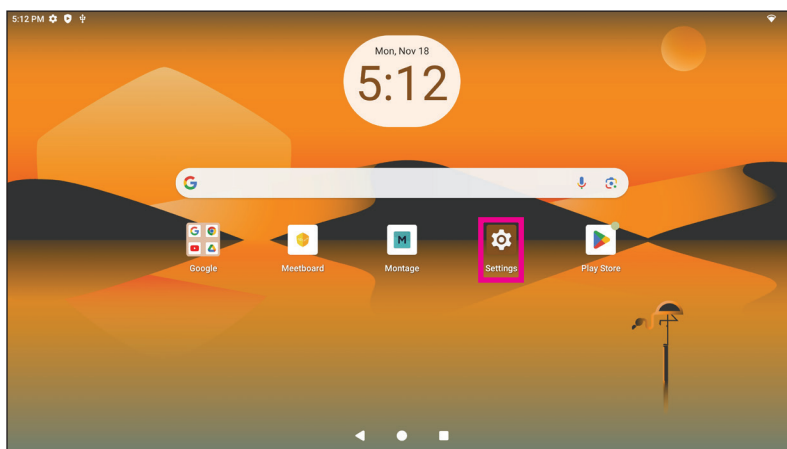 5:12 PM
Mon, Nov 18
5:12
G
Google
Meetboard
M
Montage
Settings
Play Store